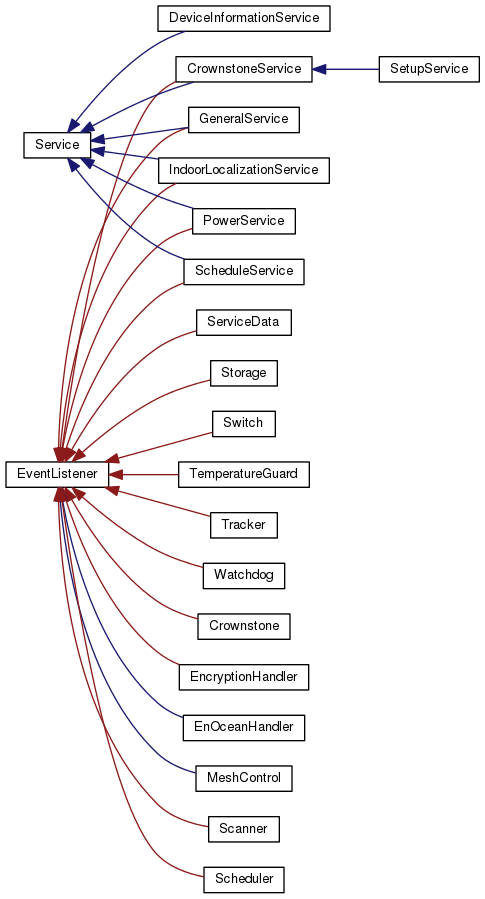 DeviceInformationService
CrownstoneService
SetupService
GeneralService
Service
IndoorLocalizationService
PowerService
ScheduleService
ServiceData
Storage
Switch
EventListener
TemperatureGuard
Tracker
Watchdog
Crownstone
EncryptionHandler
EnOceanHandler
MeshControl
Scanner
Scheduler